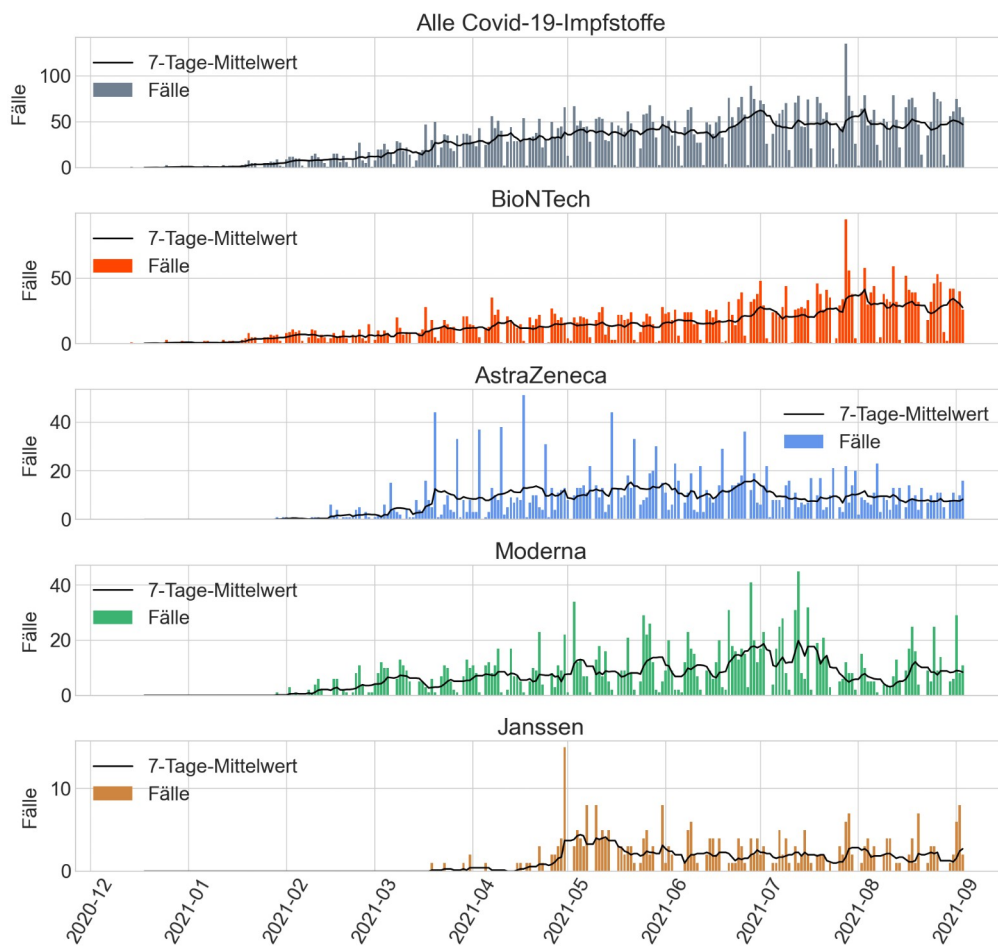 Alle Covid-19-Impfstoffe
7-Tage-Mittelwert
Fälle
100
50
0
Fälle
BioNTech
7-Tage-Mittelwert
Fälle
50
0
Fälle
AstraZeneca
7-Tage-Mittelwert
Fälle
40
20
0
Fälle
Moderna
7-Tage-Mittelwert
Fälle
40
20
0
Fälle
Janssen
7-Tage-Mittelwert
Fälle
10
0
Fälle
2020-12
2021-01
2021-02
2021-03
2021-04
2021-05
2021-06
2021-07
2021-08
2021-09